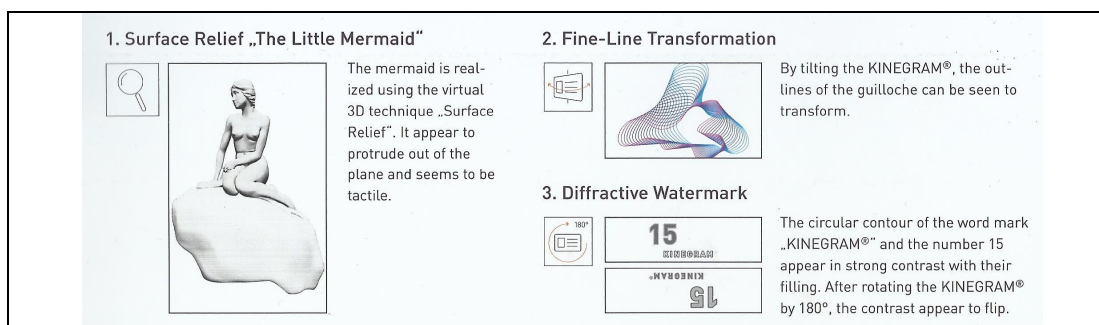 1. Surface Relief „The Little Mermaid“
The mermaid is real-
ized using the virtual
3D technique „Surface
Relief“. It appear to
protrude out of the
plane and seems to be
tactile.
2. Fine-Line Transformation
By tilting the KINEGRAM®, the out-
lines of the guilloche can be seen to
transform.
3. Diffractive Watermark
180°
15
KINEGRAM
KINEGRAM®
15
The circular contour of the word mark
„KINEGRAM®“ and the number 15
appear in strong contrast with their
filling. After rotating the KINEGRAM®
by 180°, the contrast appear to flip.